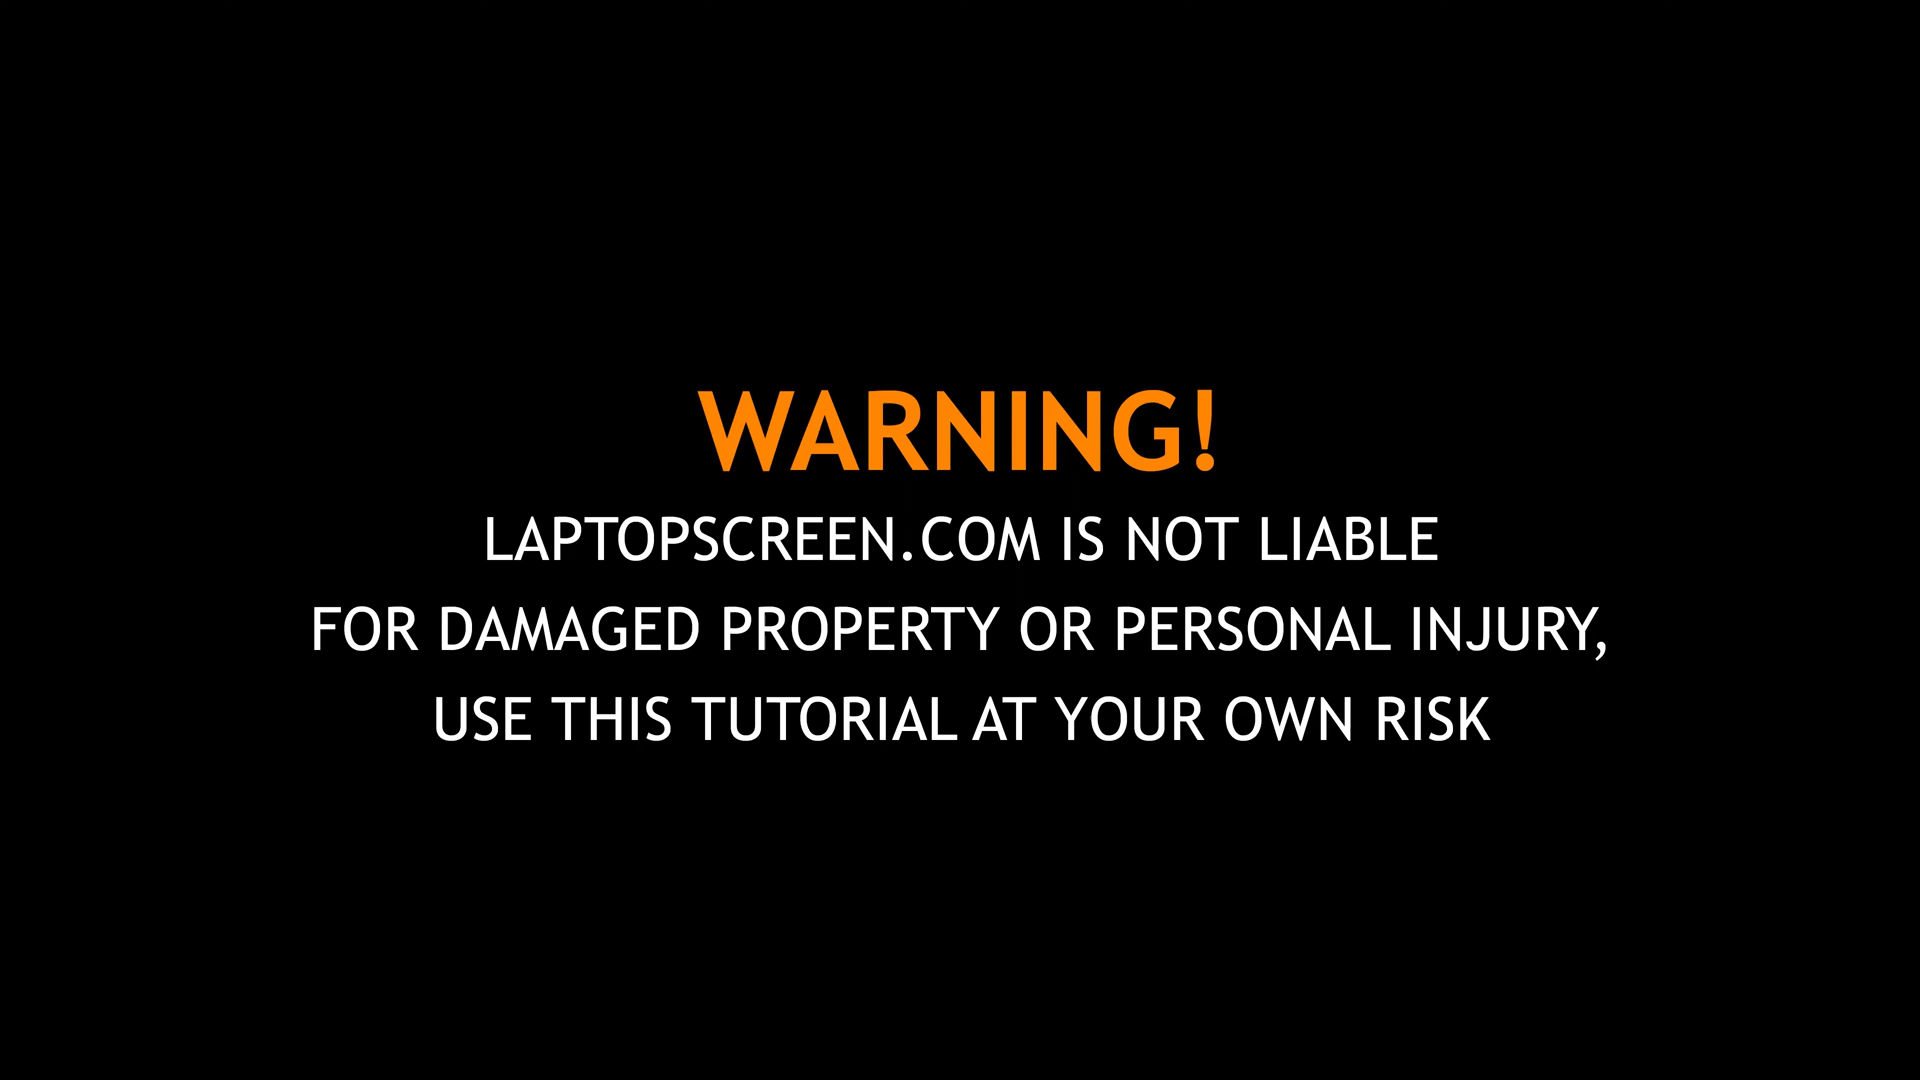 WARNING!
LAPTOPSCREEN.COM IS NOT LIABLE
FOR DAMAGED PROPERTY OR PERSONAL INJURY,
USE THIS TUTORIAL AT YOUR OWN RISK